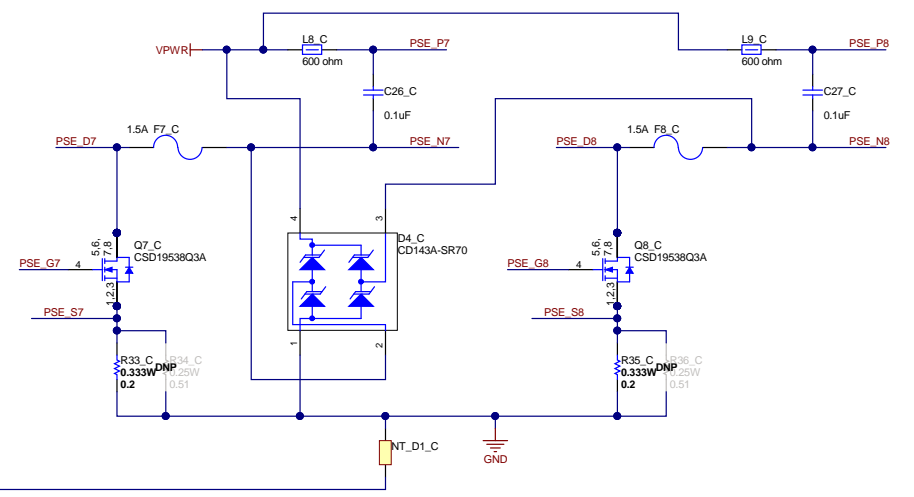 L8_C
L9_C
VPWR
PSE_P7
PSE_P8
600 ohm
600 ohm
C26_C
C27_C
0.1uF
0.1uF
1.5A F7_C
1.5A F8_C
PSE_D7
PSE_N7
PSE_D8
PSE_N8
4
3
D4_C
CD143A-SR70
5,6,
7,8
Q7_C
CSD19538Q3A
5,6,
7,8
Q8_C
CSD19538Q3A
PSE_G7
4
PSE_G8
4
1,2,3
1,2,3
PSE_S7
PSE_S8
1
2
R33_C
0.333W
0.2
DNP
R34_C
0.25W
0.51
R35_C
0.333W
0.2
DNP
R36_C
0.25W
0.51
NT_D1_C
GND